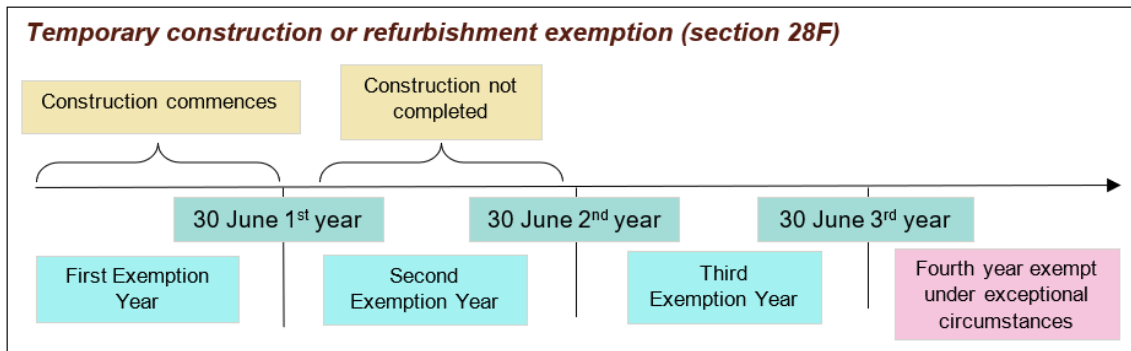 Temporary construction or refurbishment exemption (section 28F)
Construction commences
Construction not
completed
30 June 1st year
30 June 2nd year
30 June 3rd year
First Exemption
Year
Second
Exemption Year
Third
Exemption Year
Fourth year exempt
under exceptional
circumstances